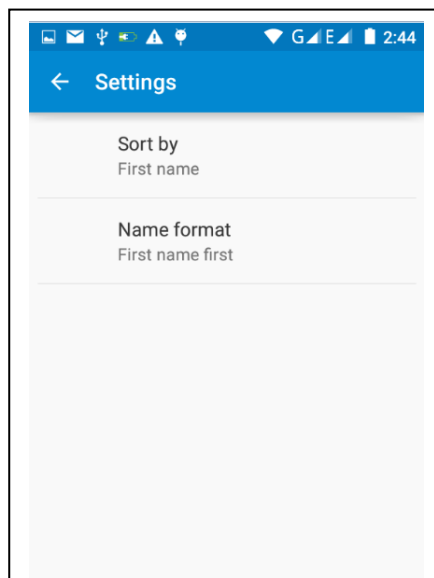 G E 2:44
Settings
Sort by
First name
Name format
First name first